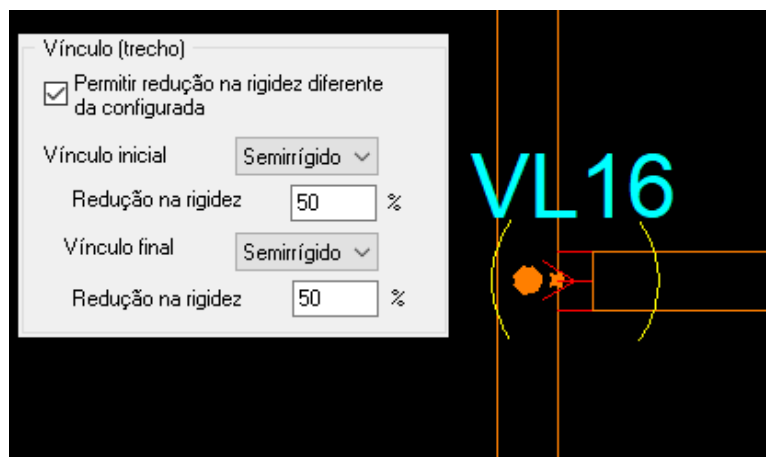 Vínculo (trecho)
Permitir redução na rigidez diferente
da configurada
Vínculo inicial Semirrígido
Redução na rigidez 50 %
Vínculo final Semirrígido
Redução na rigidez 50 %
VL16